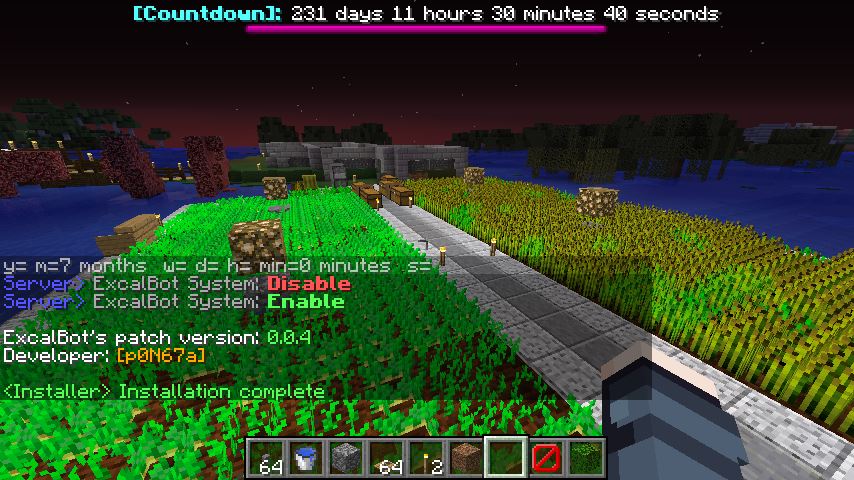 [Countdown]: 231 days 11 hours 30 minutes 40 seconds
y= m=7 months w= d= h= min=0 minutes s=
Server> ExcalBot System: Disable
Server> ExcalBot System: Enable
ExcalBot's patch version: 0.0.4
Developer: [p0N67a]
<Installer> Installation complete
64 64 2